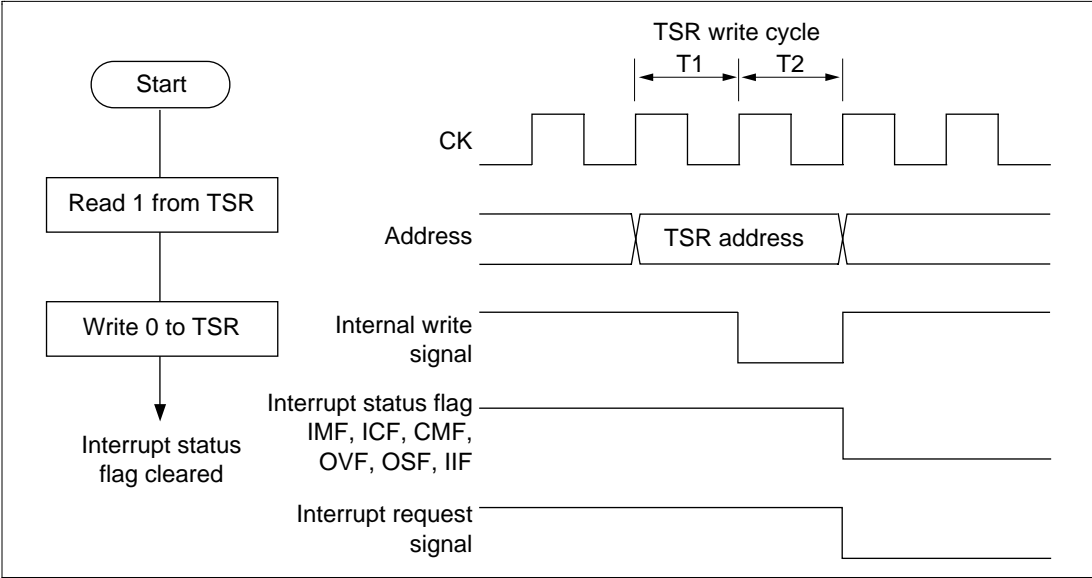 Start
Read 1 from TSR
Write 0 to TSR
Interrupt status
flag cleared
TSR write cycle
T1
T2
CK
Address
TSR address
Internal write
signal
Interrupt status flag
IMF, ICF, CMF,
OVF, OSF, IIF
Interrupt request
signal